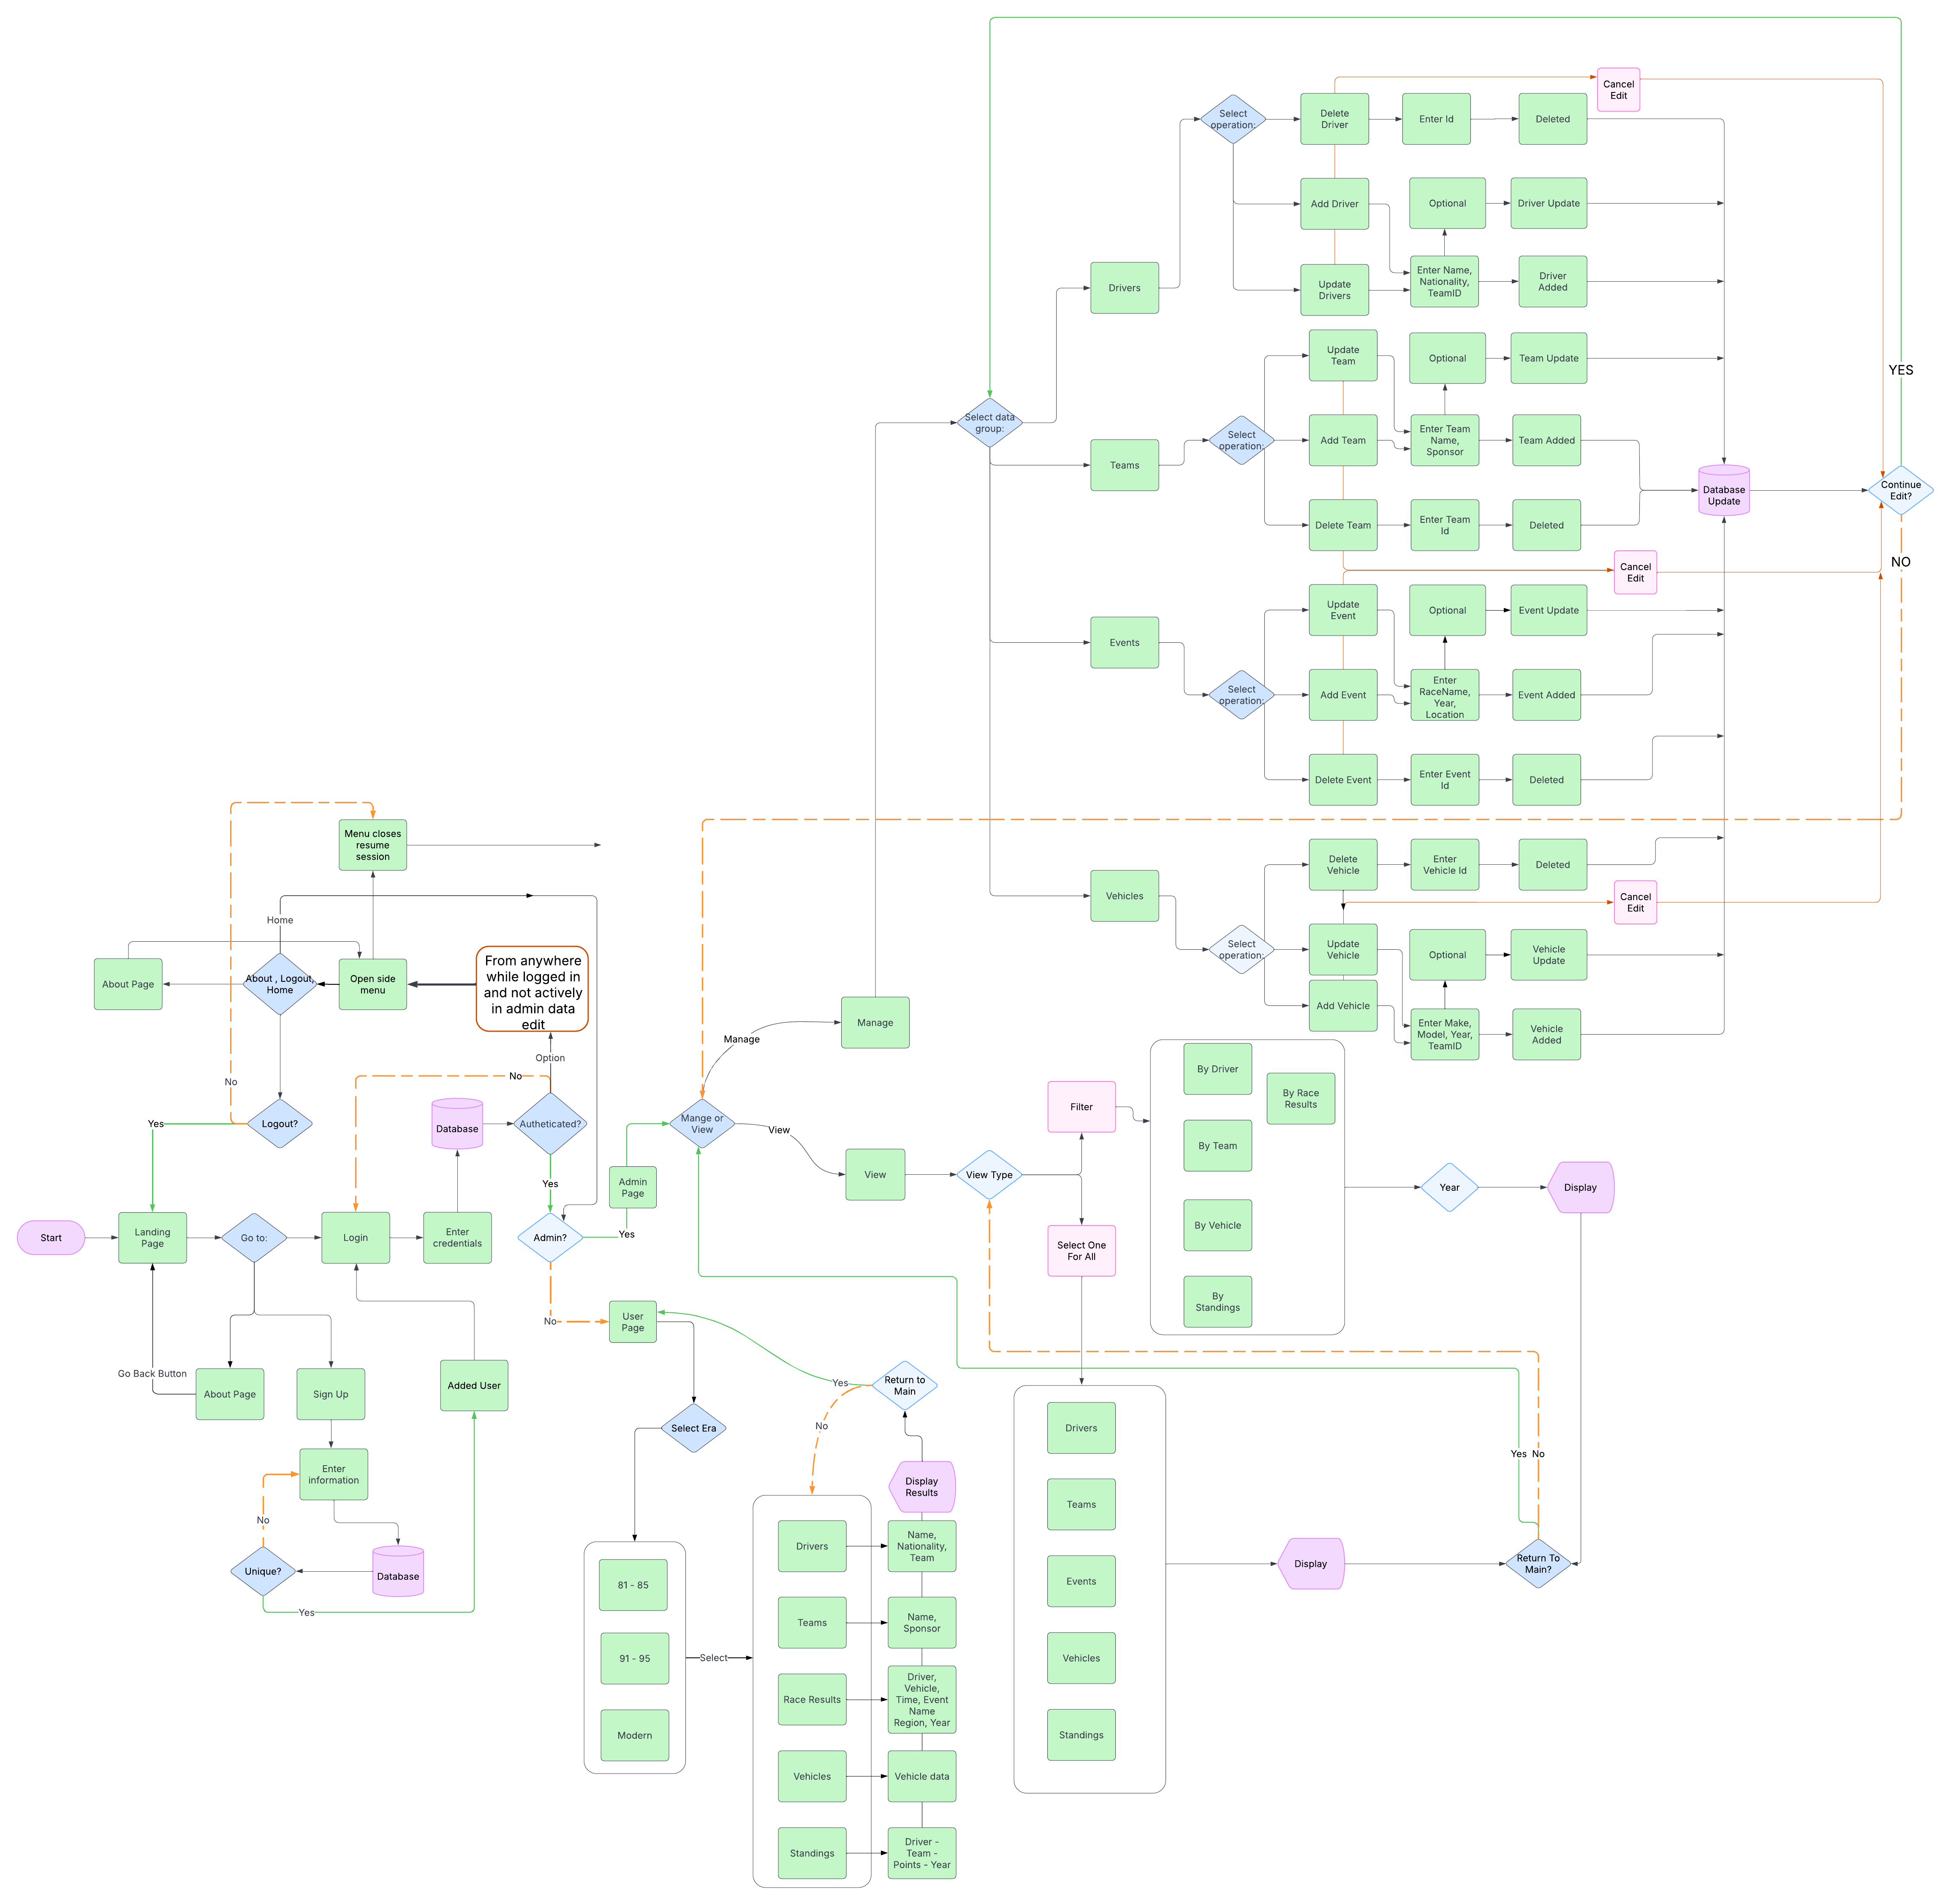 Cancel
Edit
Select
operation:
Delete
Driver
Enter Id
Deleted
Add Driver
Optional
Driver Update
Drivers
Update
Drivers
Enter Name,
Nationality,
TeamID
Driver
Added
Update
Team
Optional
Team Update
YES
Select data
group:
Teams
Select
operation:
Add Team
Enter Team
Name,
Sponsor
Team Added
Database
Update
Continue
Edit?
Delete Team
Enter Team
Id
Deleted
Cancel
Edit
NO
Update
Event
Optional
Event Update
Events
Select
operation:
Add Event
Enter
RaceName,
Year,
Location
Event Added
Delete Event
Enter Event
Id
Deleted
Menu closes
resume
session
Delete
Vehicle
Enter
Vehicle Id
Deleted
Vehicles
Cancel
Edit
Home
Select
operation:
Update
Vehicle
Optional
Vehicle
Update
About Page
About , Logout,
Home
Open side
menu
From anywhere
while logged in
and not actively
in admin data
edit
Add Vehicle
Enter Make,
Model, Year,
TeamID
Vehicle
Added
Manage
Manage
Option
No
No
By Driver
By Race
Results
Filter
Yes
Logout?
Database
Autheticated?
Mange or
View
View
By Team
View
View Type
Yes
Admin
Page
Year
Display
By Vehicle
Start
Landing
Page
Go to:
Login
Enter
credentials
Admin?
Yes
Select One
For All
By
Standings
No
User
Page
Go Back Button
About Page
Sign Up
Added User
Yes
Return to
Main
No
Select Era
Drivers
Yes
No
Enter
information
Display
Results
Teams
No
Drivers
Name,
Nationality,
Team
Unique?
Database
81 - 85
Events
Display
Return To
Main?
Yes
Teams
Name,
Sponsor
91 - 95
Select
Vehicles
Race Results
Driver,
Vehicle,
Time, Event
Name
Region, Year
Modern
Standings
Vehicles
Vehicle data
Standings
Driver -
Team -
Points - Year